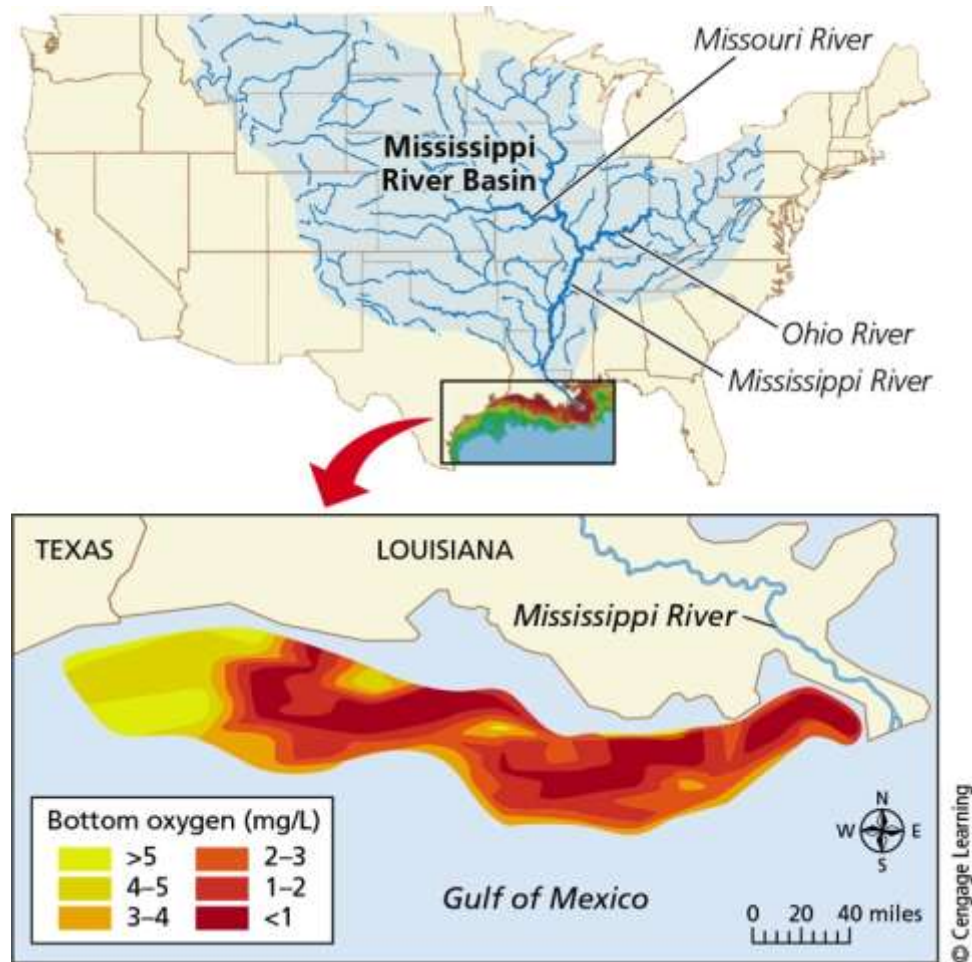 Missouri River
Mississippi
River Basin
Ohio River
Mississippi River
TEXAS
LOUISIANA
Mississippi River
Bottom oxygen (mg/L)
>5
2–3
4–5
1–2
3–4
<1
Gulf of Mexico
N
W
E
S
0 20 40 miles
© Cengage Learning